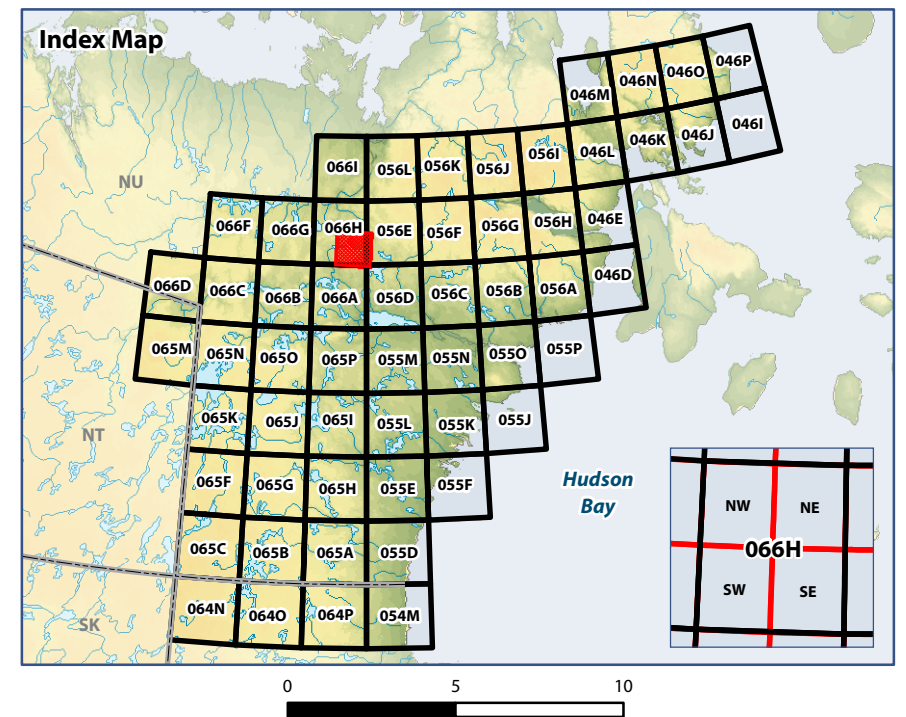 Index Map
046M 046N 046O 046P
066I 056L 056K 056J 056I 046L 046K 046J 046I
NU
066F 066G 066H 056E 056F 056G 056H 046E
066D 066C 066B 066A 056D 056C 056B 056A 046D
065M 065N 065O 065P 055M 055N 055O 055P
NT
065K 065J 065I 055L 055K 055J
065F 065G 065H 055E 055F
Hudson
Bay
065C 065B 065A 055D
SK
064N 064O 064P 054M
NW NE
066H
SW SE
0 5 10